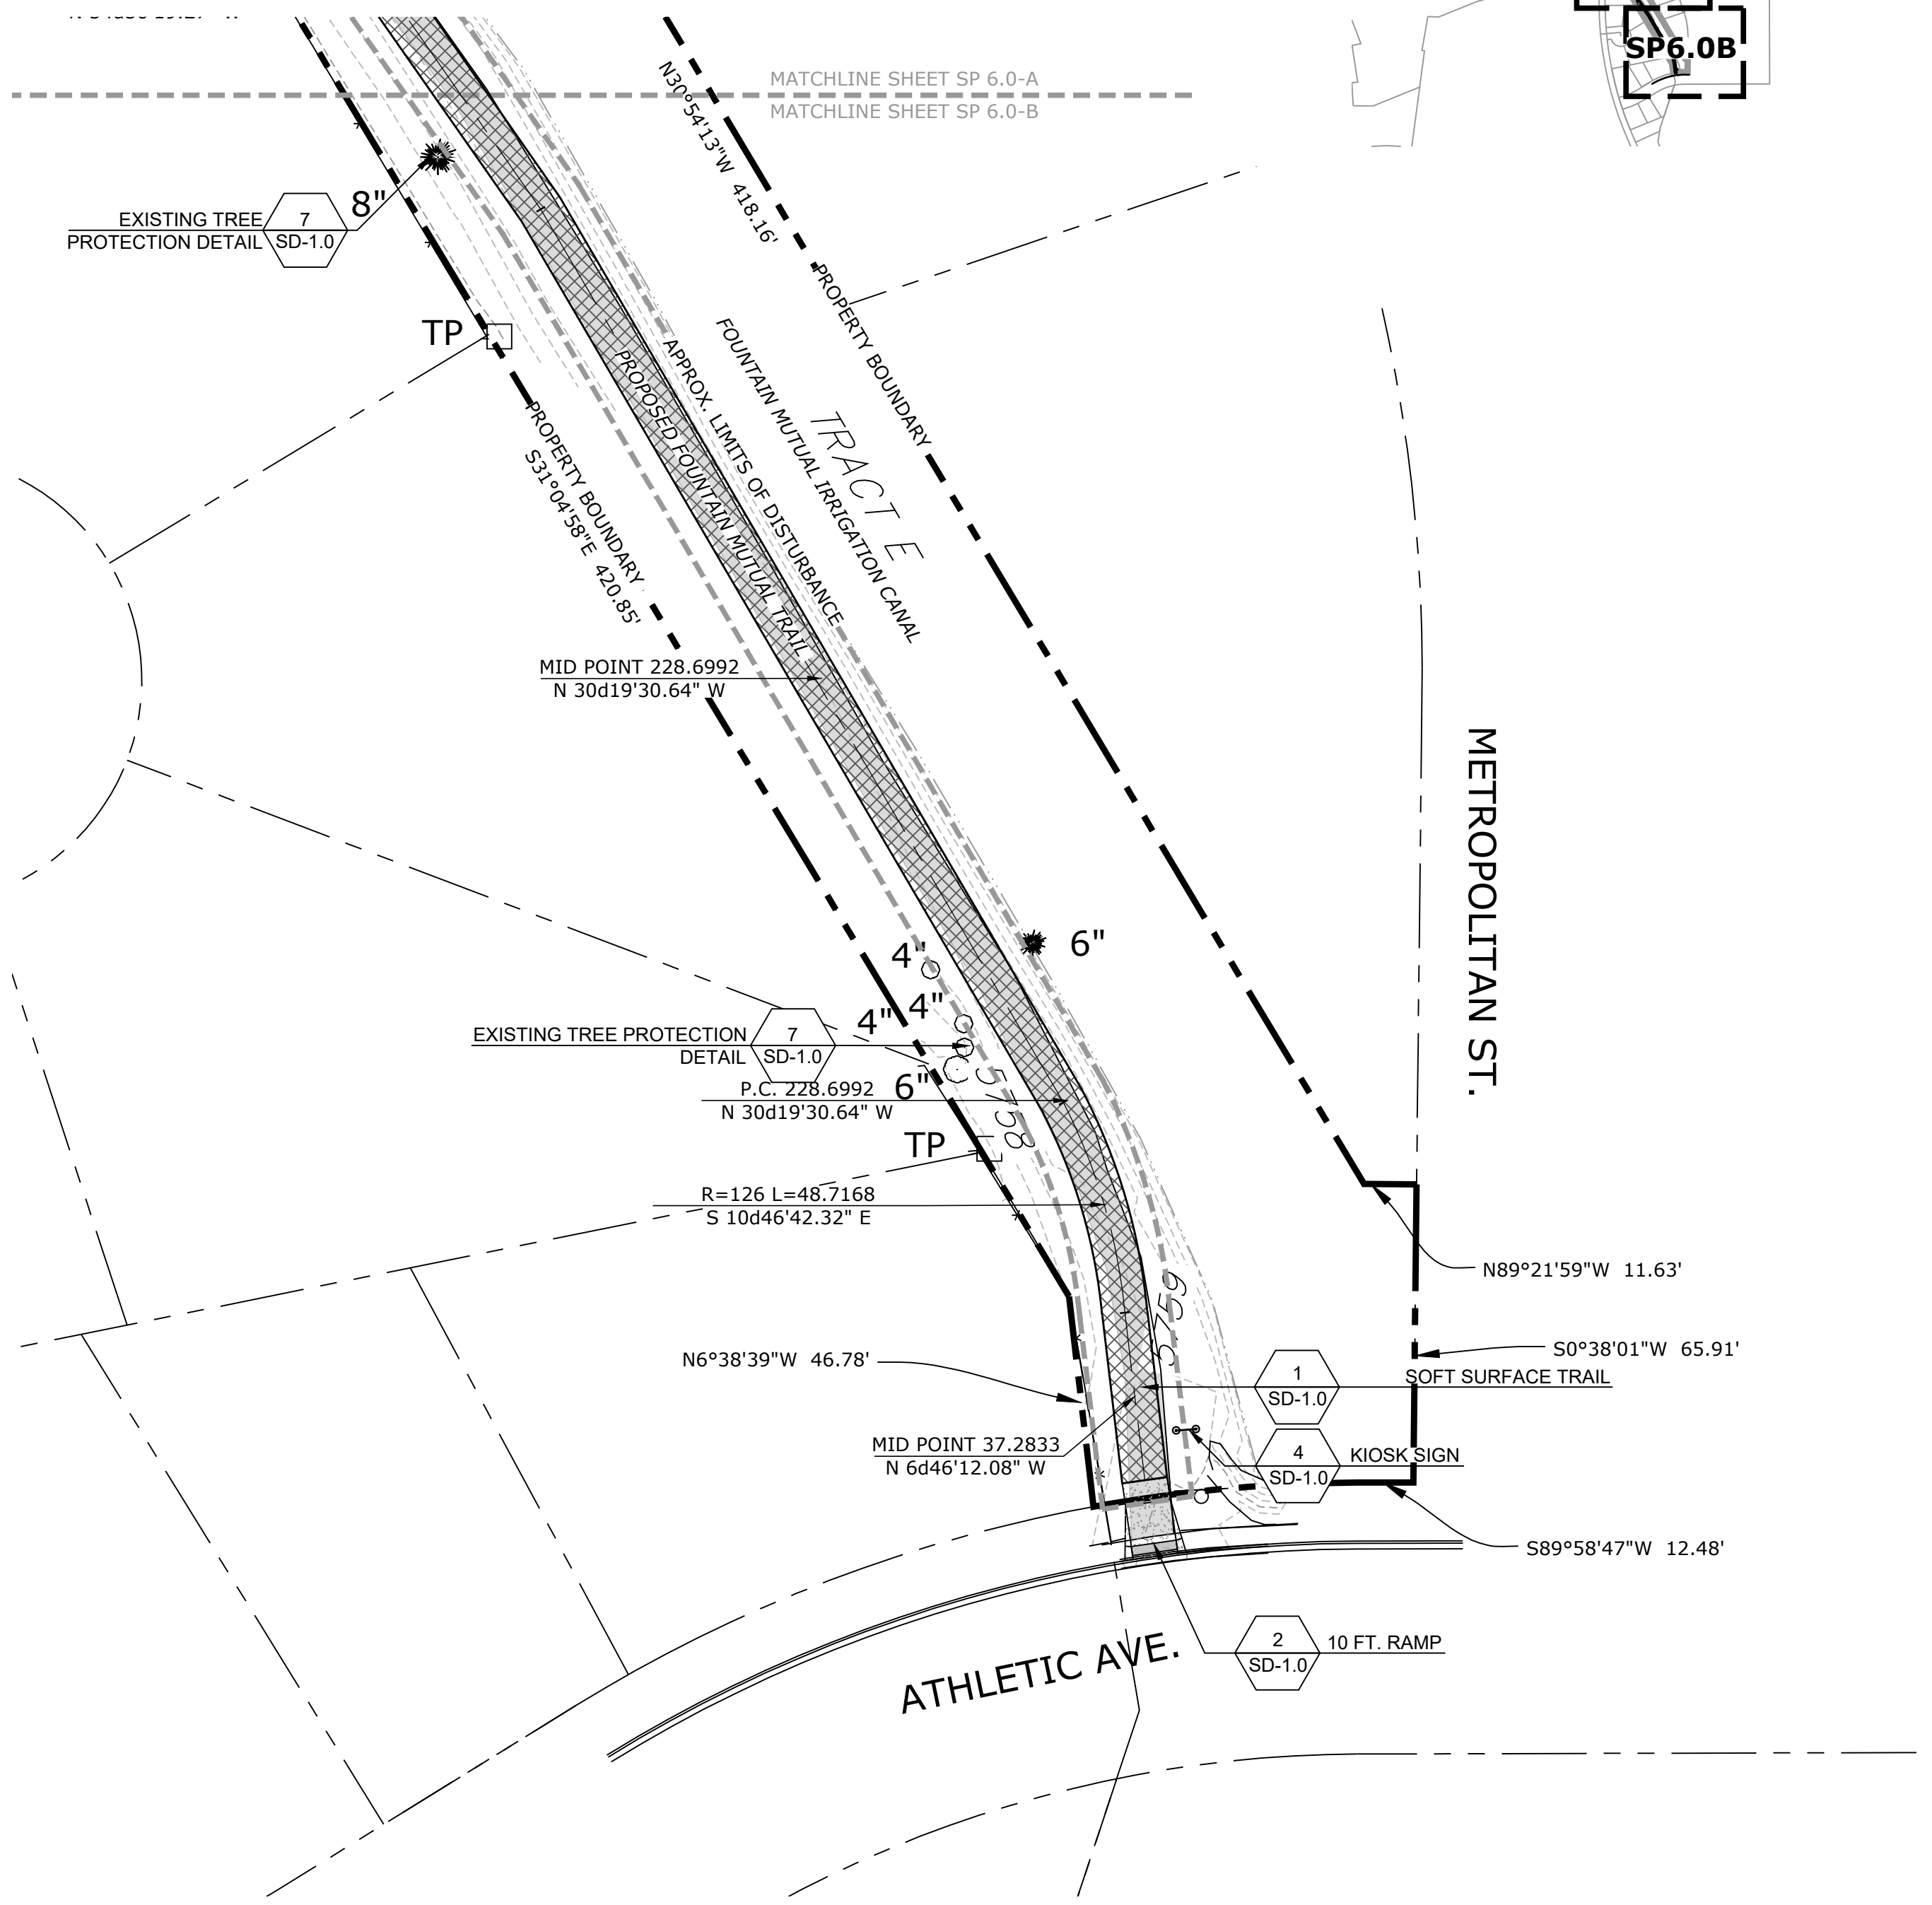 SP6.0B
MATCHLINE SHEET SP 6.0-A
MATCHLINE SHEET SP 6.0-B
N30°54'13"W 418.16'
8"
EXISTING TREE
PROTECTION DETAIL
7
SD-1.0
TP
PROPERTY BOUNDARY
FOUNTAIN MUTUAL IRRIGATION CANAL
TRACT E
APPROX. LIMITS OF DISTURBANCE
PROPOSED FOUNTAIN MUTUAL TRAIL
PROPERTY BOUNDARY
S31°04'58"E 420.85'
MID POINT 228.6992
N 30d19'30.64" W
METROPOLITAN ST.
6"
4"
4"
4"
EXISTING TREE PROTECTION
DETAIL
7
SD-1.0
6"
P.C. 228.6992
N 30d19'30.64" W
5758
TP
R=126 L=48.7168
S 10d46'42.32" E
N89°21'59"W 11.63'
5759
S0°38'01"W 65.91'
N6°38'39"W 46.78'
1
SD-1.0
SOFT SURFACE TRAIL
MID POINT 37.2833
N 6d46'12.08" W
4
SD-1.0
KIOSK SIGN
S89°58'47"W 12.48'
2
SD-1.0
10 FT. RAMP
ATHLETIC AVE.